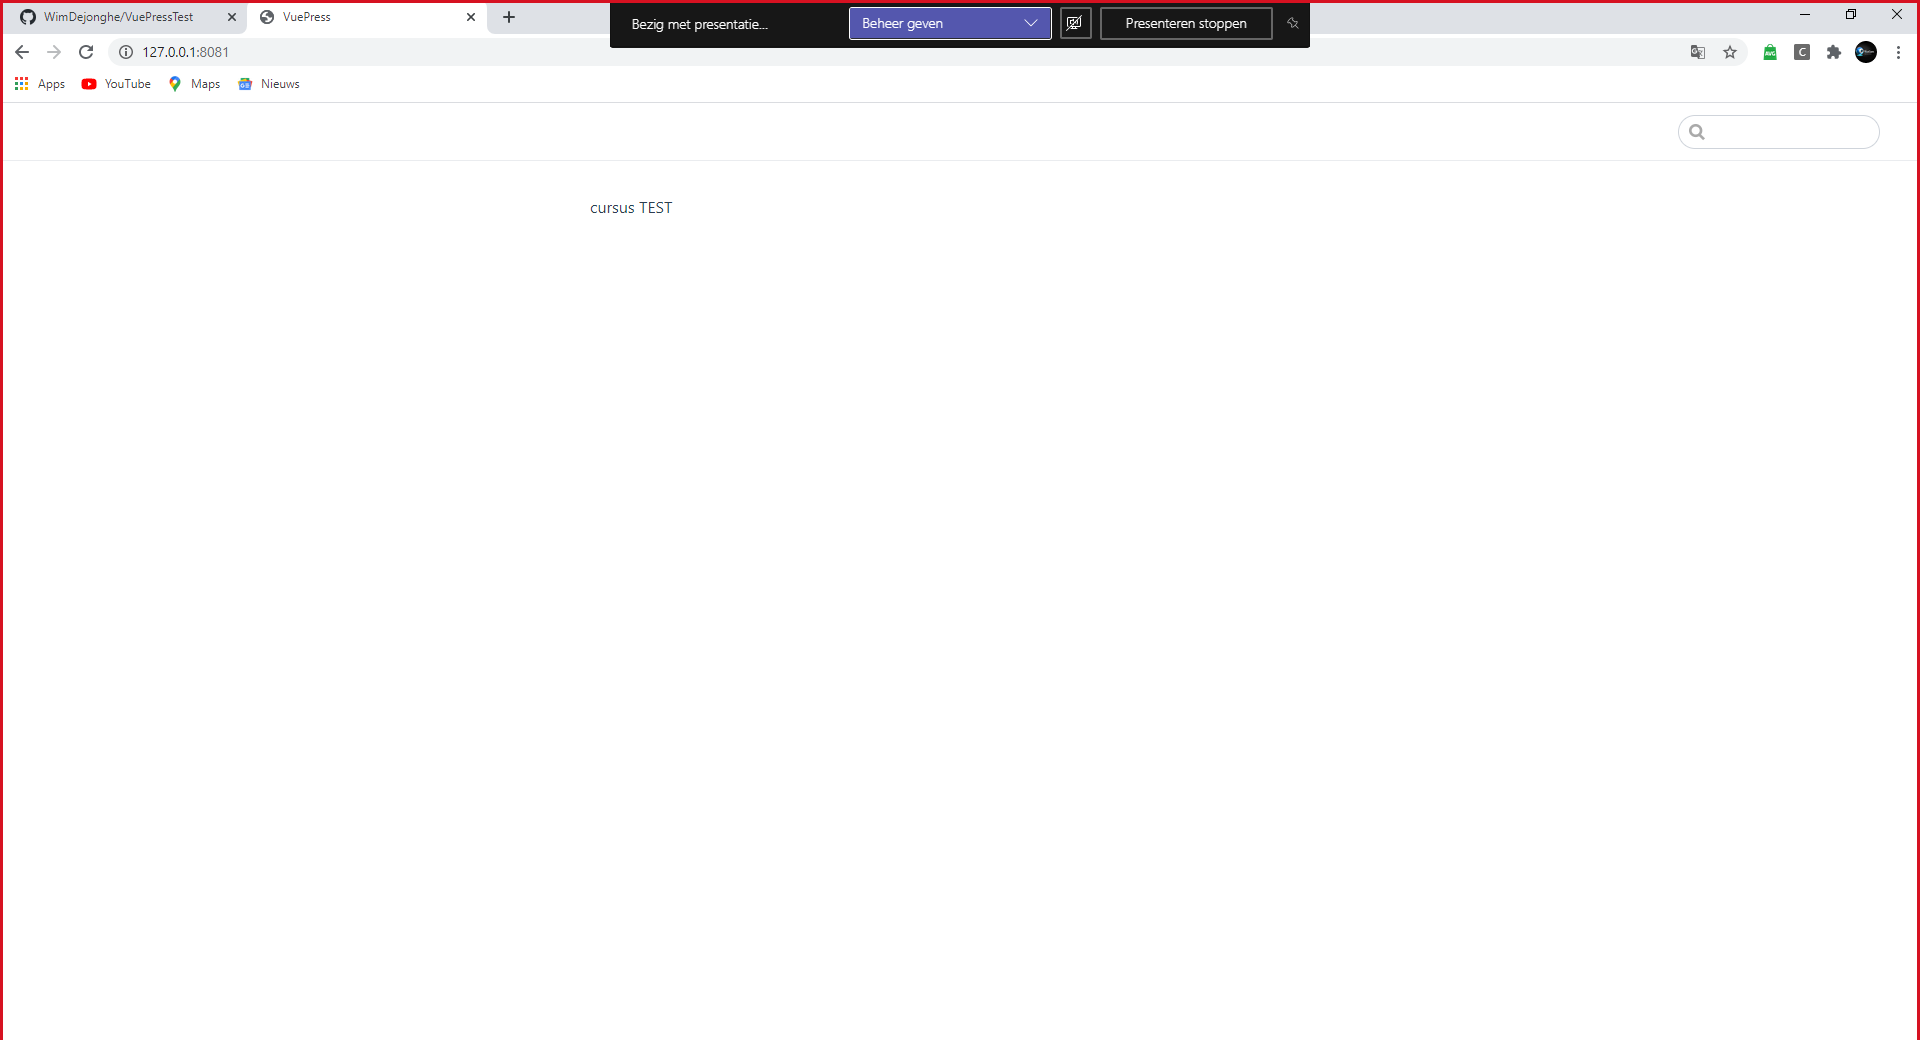 WimDejonghe/VuePressTest
VuePress
Bezig met presentatie...
Beheer geven
Presenteren stoppen
127.0.0.1:8081
AVG
C
Apps
YouTube
Maps
Nieuws
cursus TEST